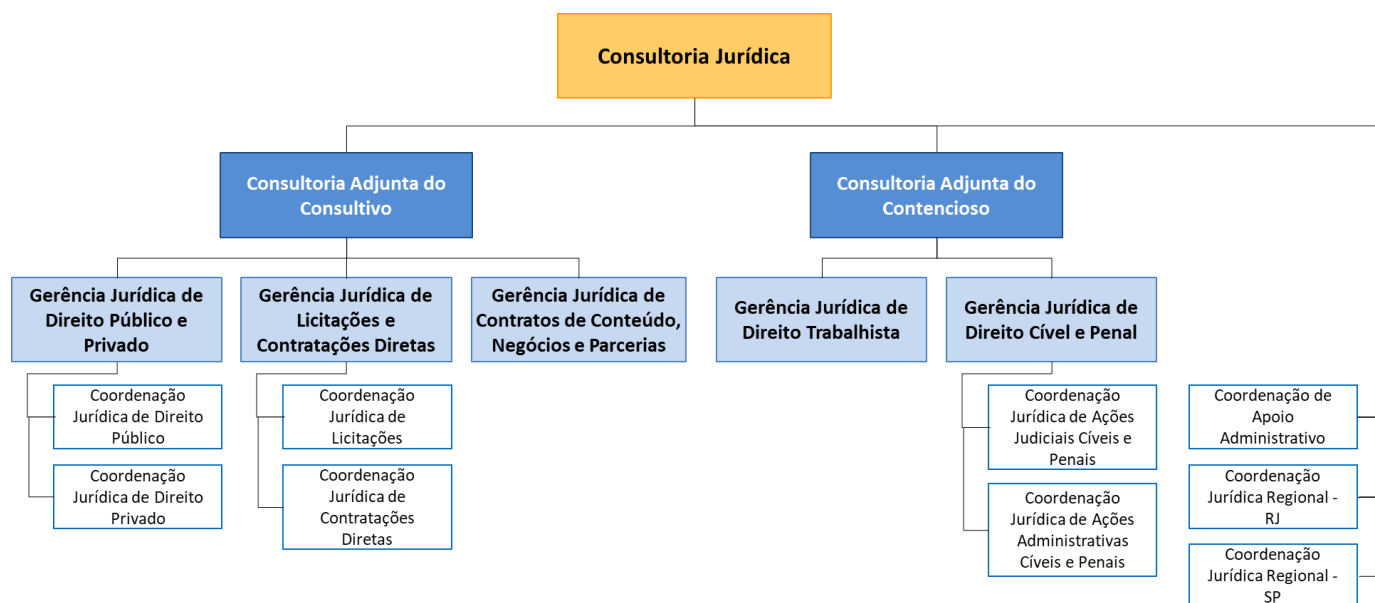 Consultoria Jurídica
Consultoria Adjunta do
Consultivo
Consultoria Adjunta do
Contencioso
Gerência Jurídica de
Direito Público e
Privado
Gerência Jurídica de
Licitações e
Contratações Diretas
Gerência Jurídica de
Contratos de Conteúdo,
Negócios e Parcerias
Gerência Jurídica de
Direito Trabalhista
Gerência Jurídica de
Direito Cível e Penal
Coordenação
Jurídica de Direito
Público
Coordenação
Jurídica de Direito
Privado
Coordenação
Jurídica de
Licitações
Coordenação
Jurídica de
Contratações
Diretas
Coordenação
Jurídica de Ações
Judiciais Cíveis e
Penais
Coordenação
Jurídica de Ações
Administrativas
Cíveis e Penais
Coordenação de
Apoio
Administrativo
Coordenação
Jurídica Regional -
RJ
Coordenação
Jurídica Regional -
SP